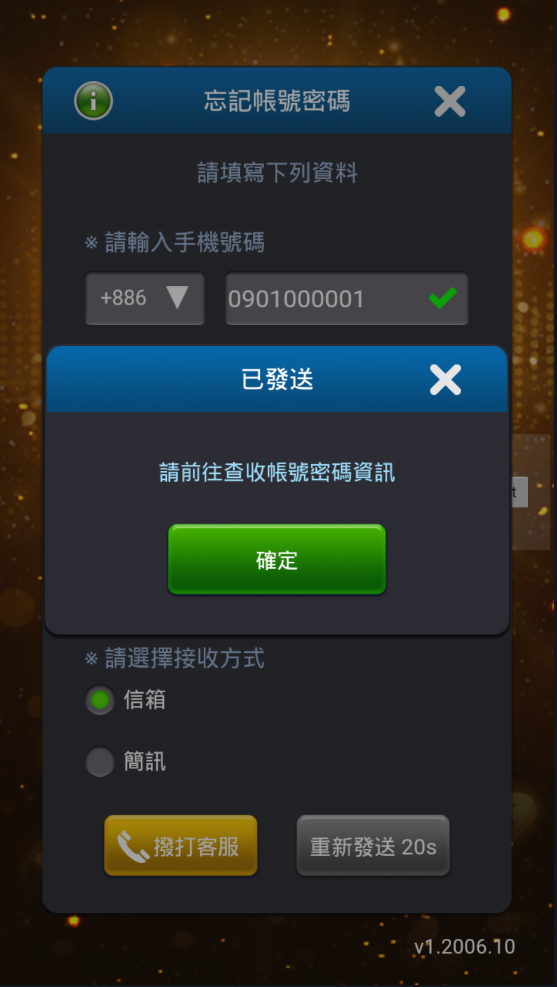 忘記帳號密碼
請填寫下列資料
※ 請輸入手機號碼
+886
0901000001
已發送
請前往查收帳號密碼資訊
確定
※ 請選擇接收方式
信箱
簡訊
撥打客服
重新發送 20s
v1.2006.10